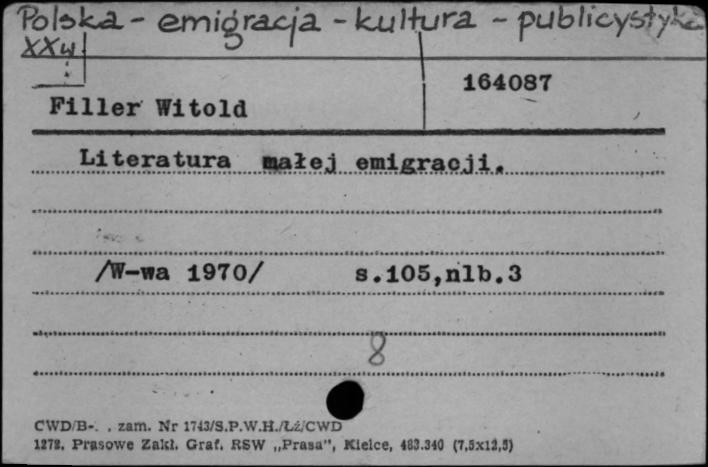 Polska - emigracja - kultura - publicystyka
XXw.
164087
Filler Witold
Literatura małej emigracji.
/W-wa 1970/ s.105,nlb.3
8
CWD/B-. . zam. Nr 1743/S.P.W.H./Łź/CWD
1278. Prasowe Zakł. Graf. RSW „Prasa", Kielce, 483.340 (7,5x12,5)